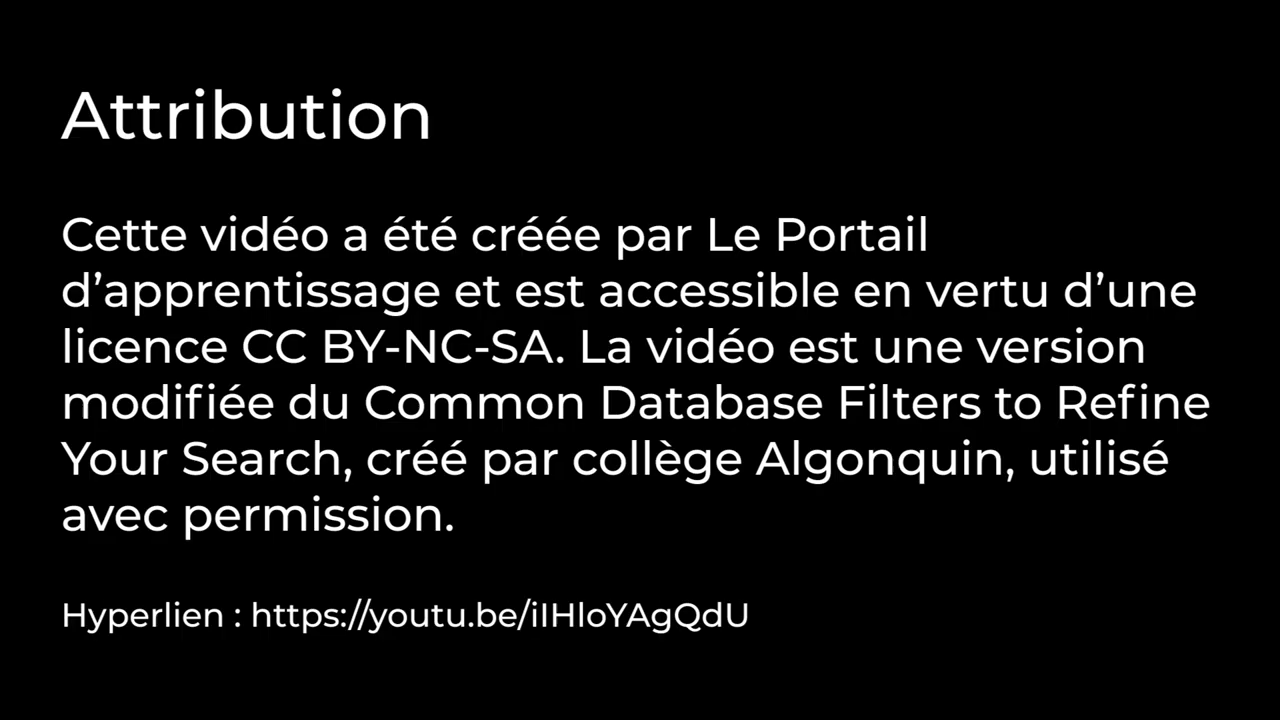 Attribution
Cette vidéo a été créée par Le Portail
d’apprentissage et est accessible en vertu d’une
licence CC BY-NC-SA. La vidéo est une version
modifiée du Common Database Filters to Refine
Your Search, créé par collège Algonquin, utilisé
avec permission.
Hyperlien : https://youtu.be/iIHloYAgQdU